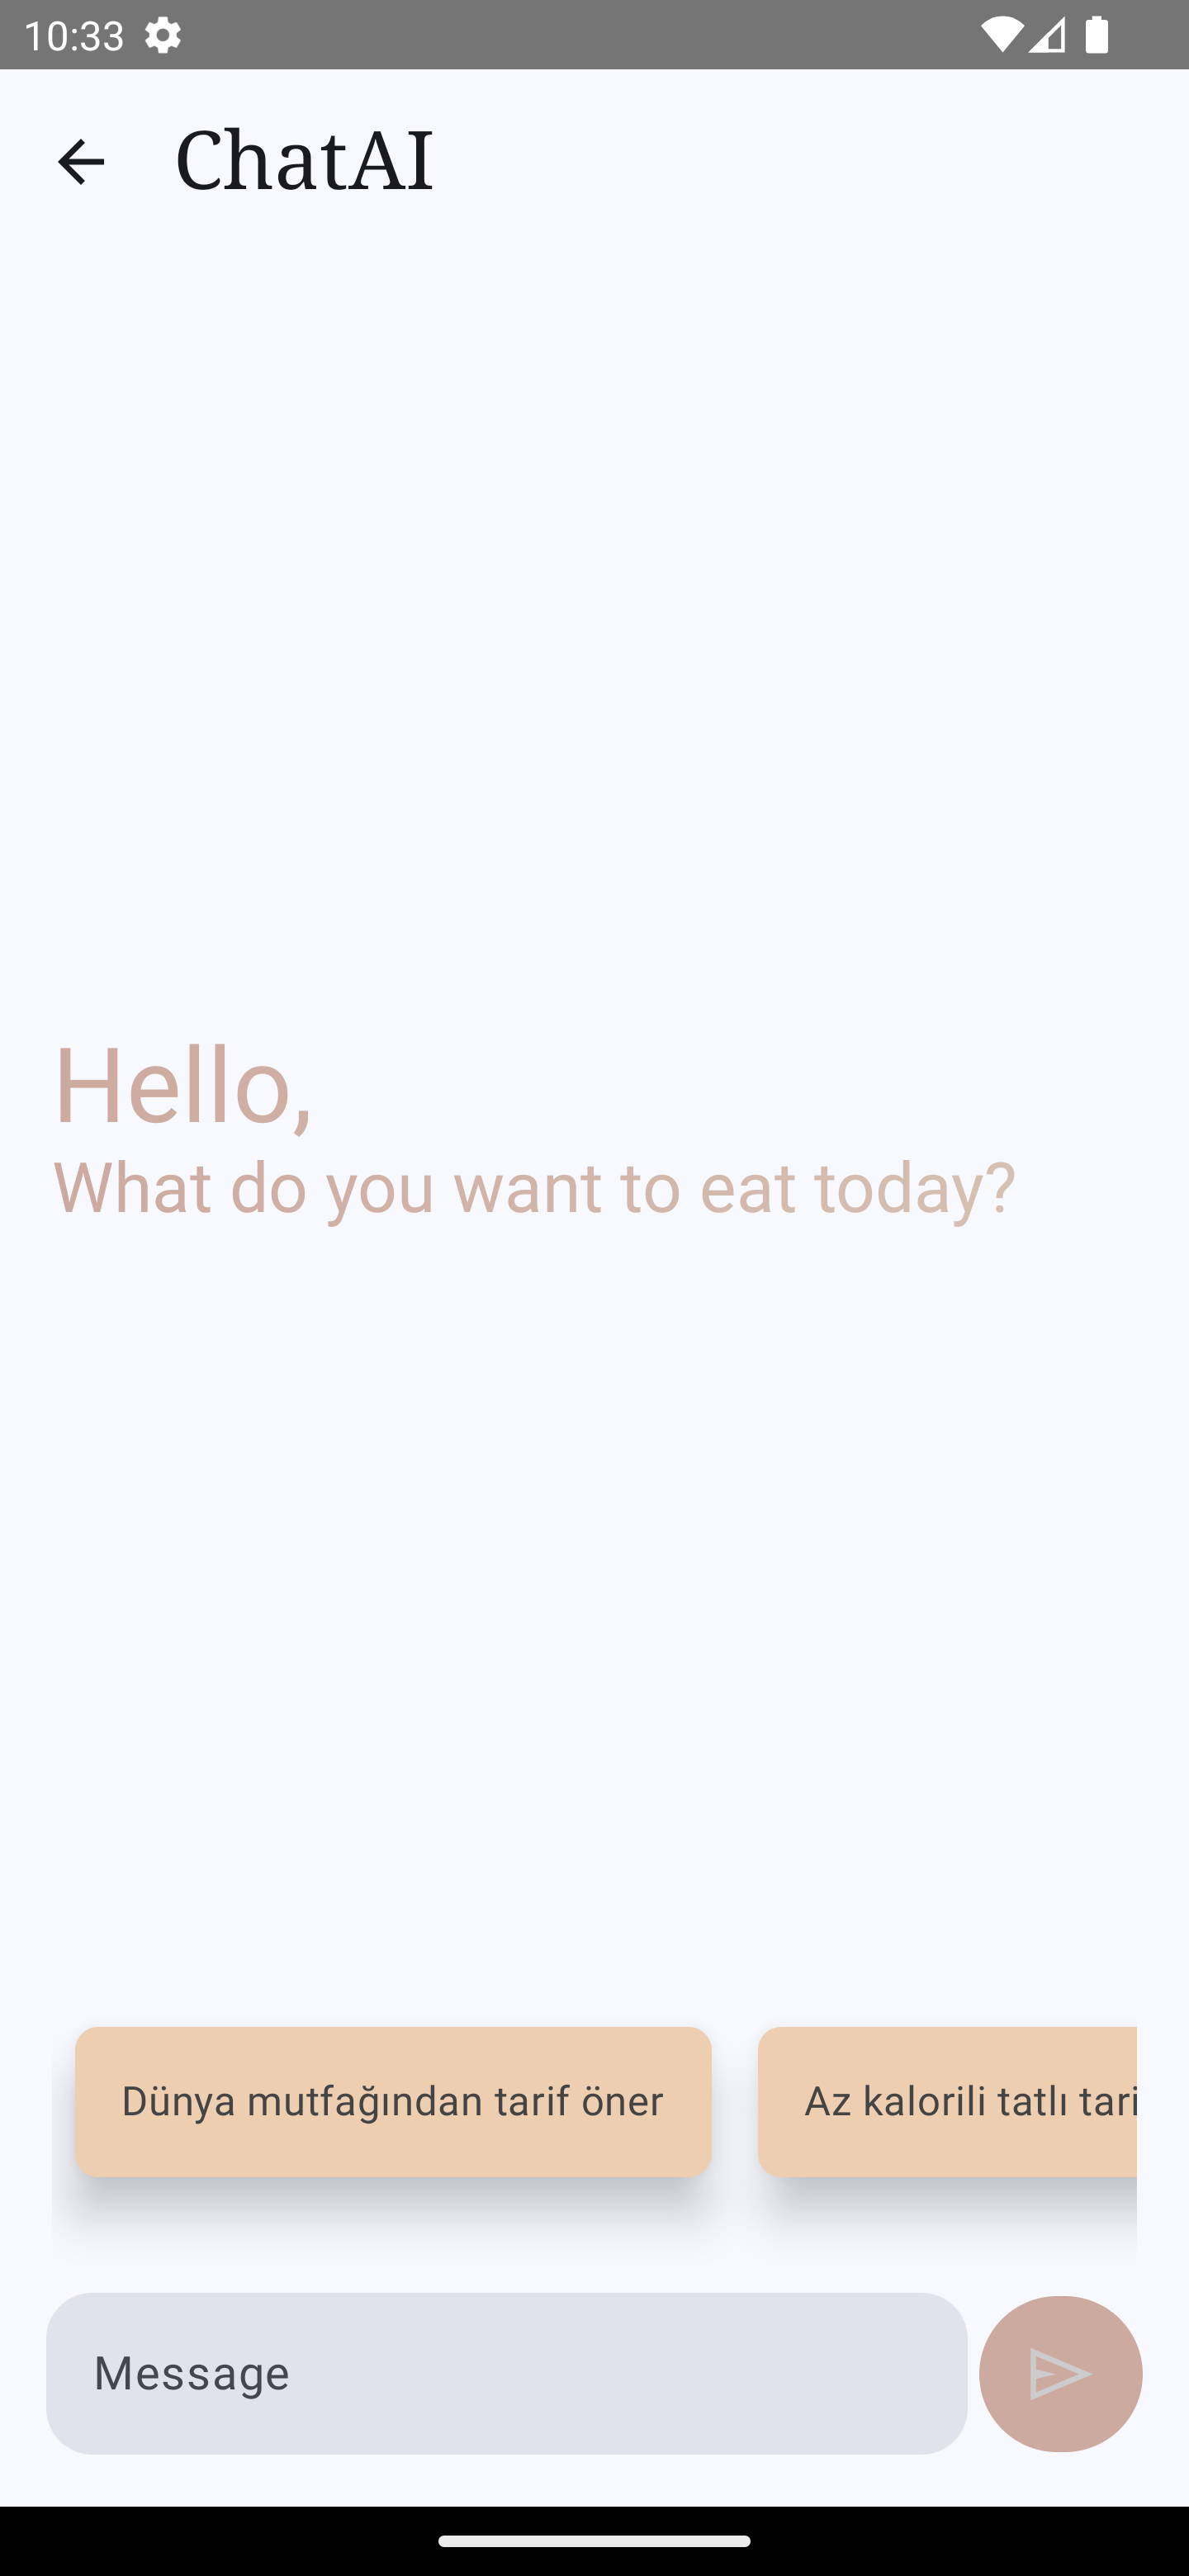 10:33
ChatAI
Hello,
What do you want to eat today?
Dünya mutfağından tarif öner
Az kalorili tatlı tari
Message